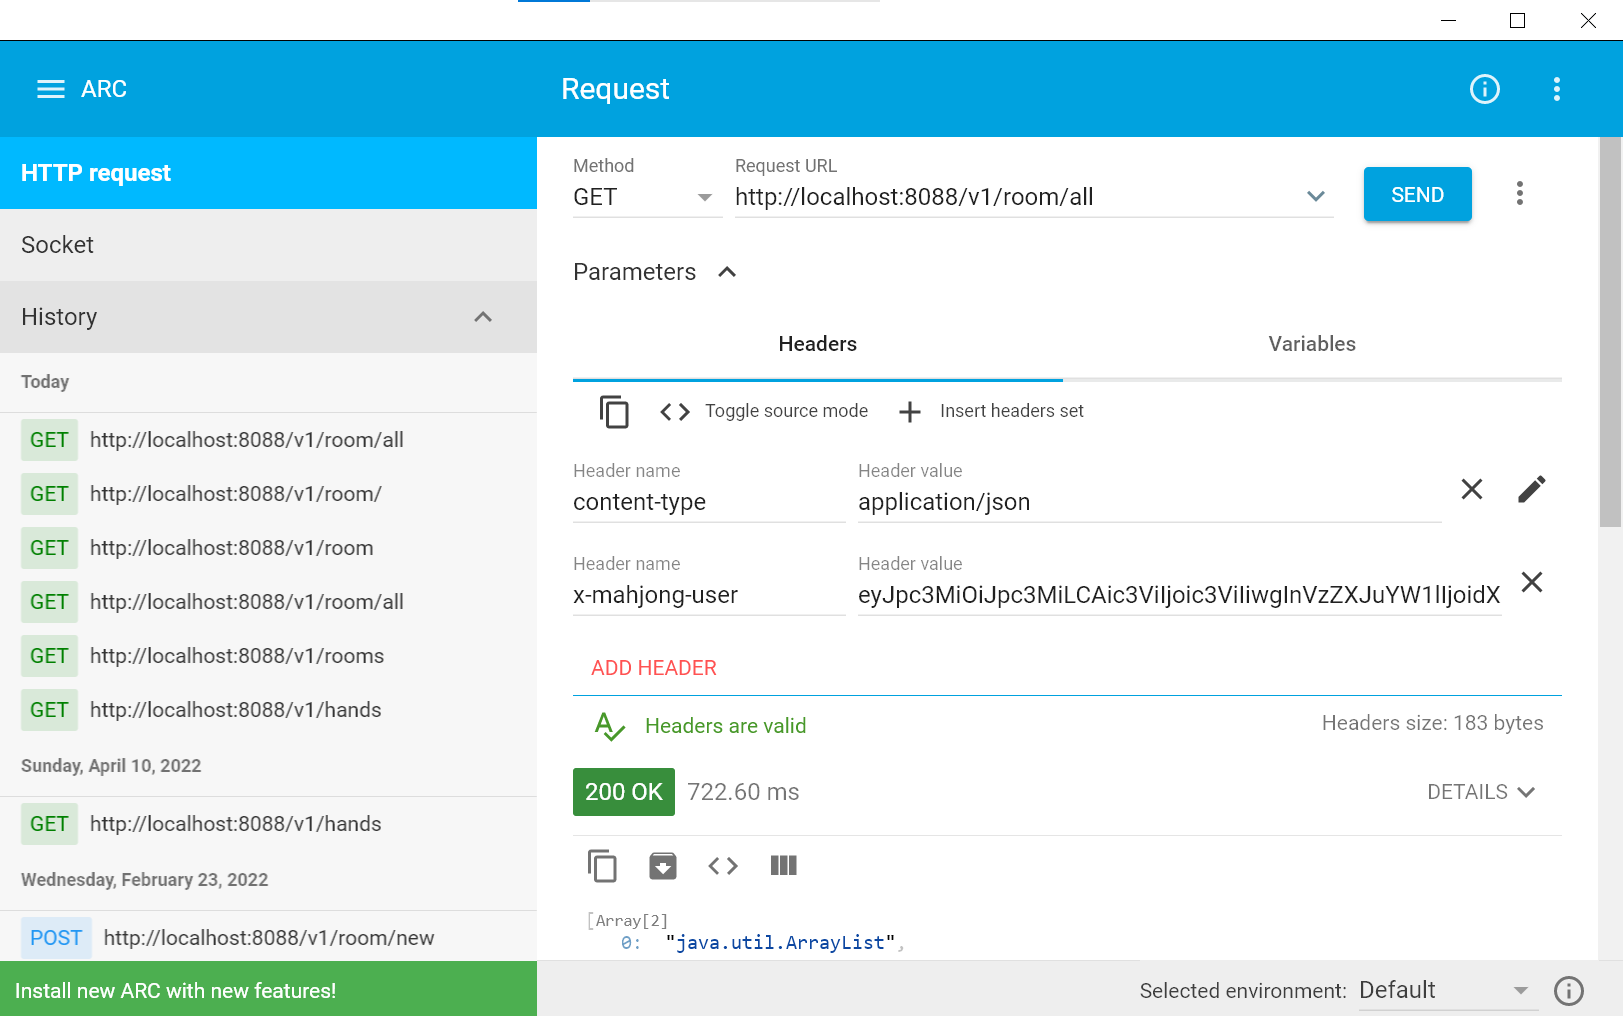 ARC
Request
HTTP request
Socket
History
Today
GET http://localhost:8088/v1/room/all
GET http://localhost:8088/v1/room/
GET http://localhost:8088/v1/room
GET http://localhost:8088/v1/room/all
GET http://localhost:8088/v1/rooms
GET http://localhost:8088/v1/hands
Sunday, April 10, 2022
GET http://localhost:8088/v1/hands
Wednesday, February 23, 2022
POST http://localhost:8088/v1/room/new
Install new ARC with new features!
Method Request URL
GET http://localhost:8088/v1/room/all SEND
Parameters
Headers Variables
Toggle source mode Insert headers set
Header name Header value
content-type application/json
Header name Header value
x-mahjong-user eyJpc3MiOiJpc3MiLCAic3ViIjoic3ViIiwgInVzZXJuYW1lIjoidX
ADD HEADER
Headers are valid Headers size: 183 bytes
200 OK 722.60 ms DETAILS
[Array[2]
0: "java.util.ArrayList",
Selected environment: Default